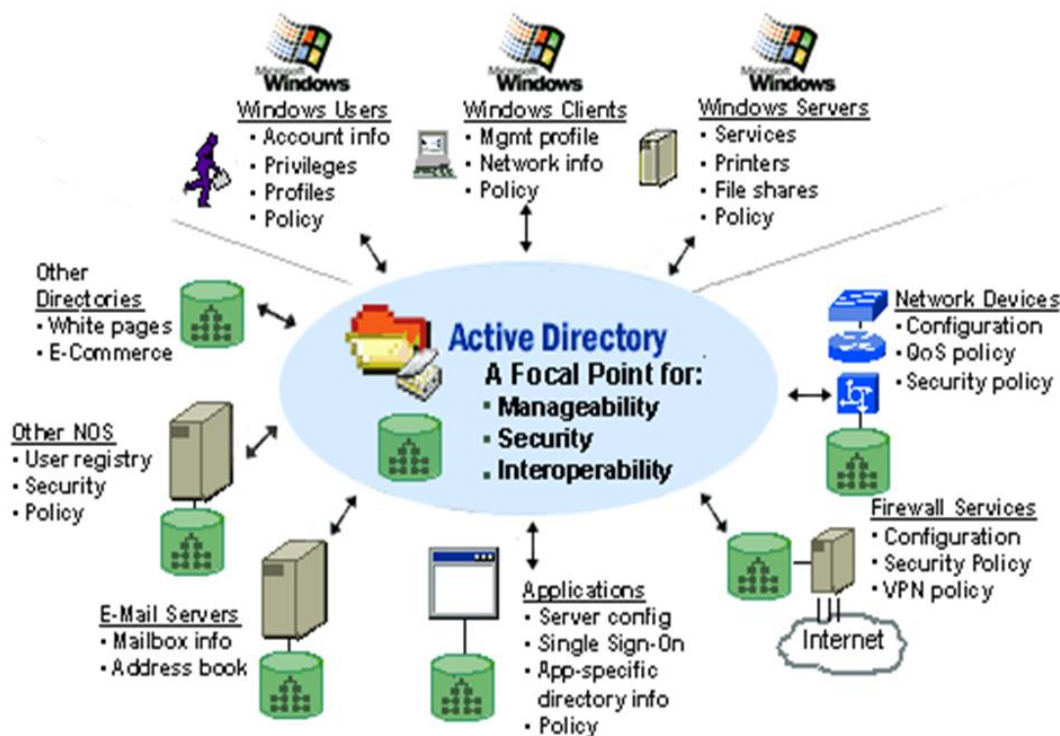 Microsoft
Windows
Windows Users
• Account info
• Privileges
• Profiles
• Policy
Microsoft
Windows
Windows Clients
• Mgmt profile
• Network info
• Policy
Microsoft
Windows
Windows Servers
• Services
• Printers
• File shares
• Policy
Other
Directories
• White pages
• E-Commerce
Active Directory
A Focal Point for:
▪ Manageability
▪ Security
▪ Interoperability
Network Devices
• Configuration
• QoS policy
• Security policy
Other NOS
• User registry
• Security
• Policy
Firewall Services
• Configuration
• Security Policy
• VPN policy
Internet
E-Mail Servers
• Mailbox info
• Address book
Applications
• Server config
• Single Sign-On
• App-specific
directory info
• Policy